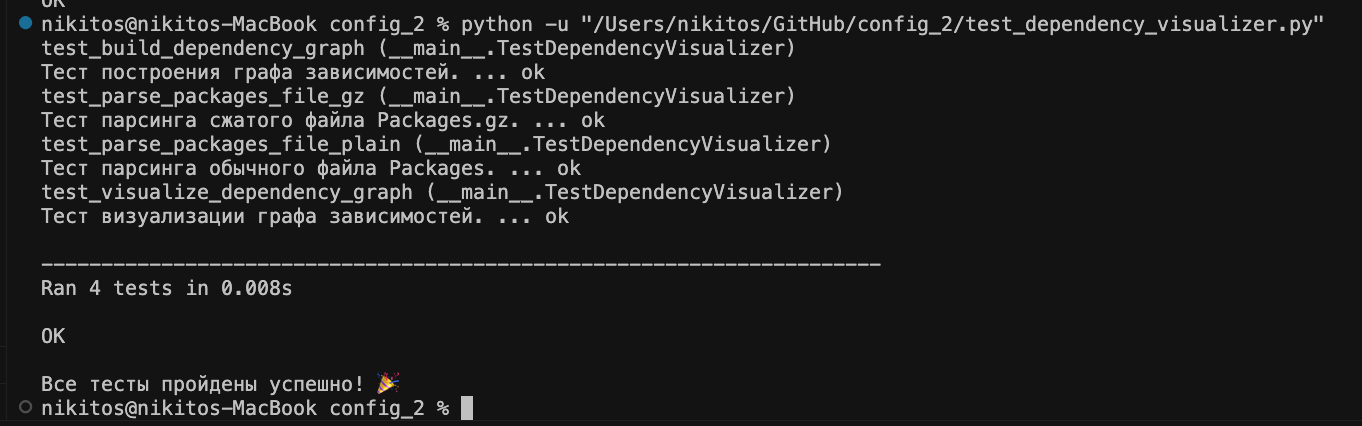 OK
nikitos@nikitos-MacBook config_2 % python -u "/Users/nikitos/GitHub/config_2/test_dependency_visualizer.py"
test_build_dependency_graph (__main__.TestDependencyVisualizer)
Тест построения графа зависимостей. ... ok
test_parse_packages_file_gz (__main__.TestDependencyVisualizer)
Тест парсинга сжатого файла Packages.gz. ... ok
test_parse_packages_file_plain (__main__.TestDependencyVisualizer)
Тест парсинга обычного файла Packages. ... ok
test_visualize_dependency_graph (__main__.TestDependencyVisualizer)
Тест визуализации графа зависимостей. ... ok
----------------------------------------------------------------------
Ran 4 tests in 0.008s
OK
Все тесты пройдены успешно! 🎉
nikitos@nikitos-MacBook config_2 %